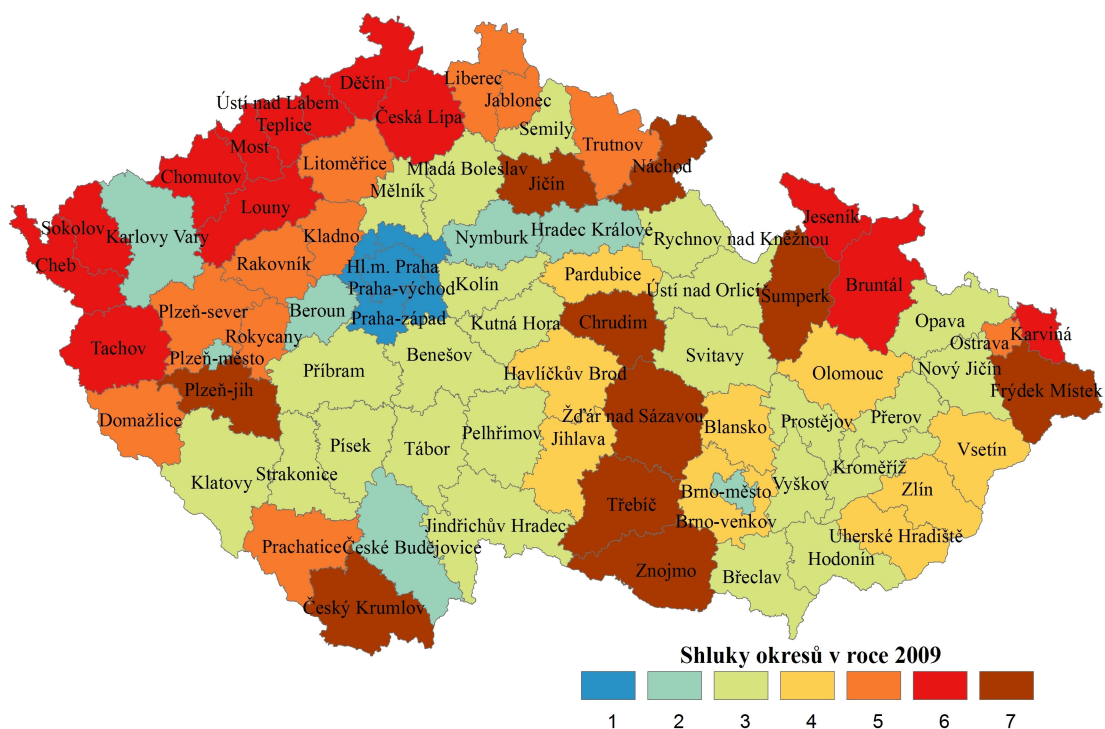 Děčín
Liberec
Jablonec
Ústí nad Labem
Česká Lípa
Teplice
Semily
Most
Trutnov
Litoměřice
Náchod
Mladá Boleslav
Chomutov
Jičín
Mělník
Louny
Jeseník
Sokolov
Karlovy Vary
Kladno
Nymburk
Hradec Králové
Rychnov nad Kněžnou
Cheb
Rakovník
Hl.m. Praha
Pardubice
Praha-východ
Kolín
Ústí nad Orlicí
Šumperk
Bruntál
Plzeň-sever
Beroun
Praha-západ
Kutná Hora
Chrudim
Opava
Karviná
Rokycany
Ostrava
Tachov
Plzeň-město
Benešov
Svitavy
Příbram
Havlíčkův Brod
Olomouc
Nový Jičín
Plzeň-jih
Frýdek Místek
Domažlice
Žďár nad Sázavou
Prostějov
Přerov
Blansko
Pelhřimov
Jihlava
Písek
Tábor
Vsetín
Strakonice
Kroměříž
Klatovy
Vyškov
Zlín
Brno-město
Třebíč
Brno-venkov
Jindřichův Hradec
Uherské Hradiště
Prachatice
České Budějovice
Hodonín
Znojmo
Břeclav
Český Krumlov
Shluky okresů v roce 2009
1 2 3 4 5 6 7